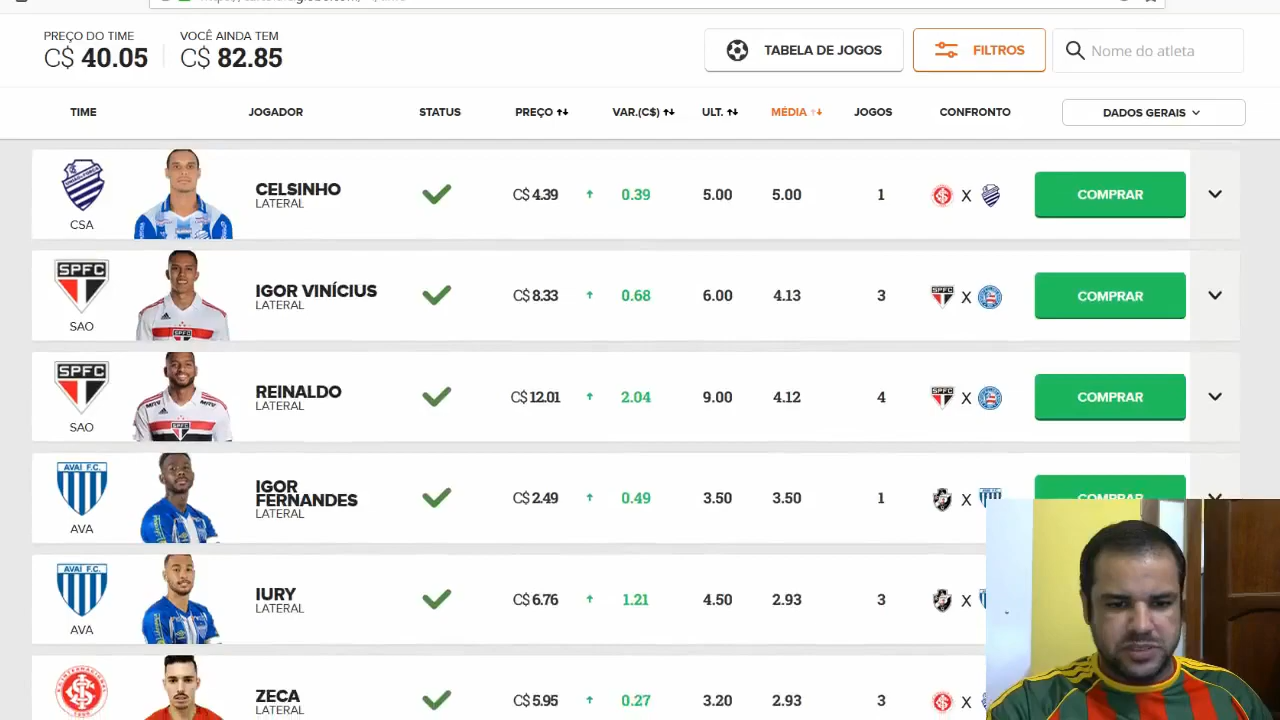 PREÇO DO TIME
C$ 40.05
VOCÊ AINDA TEM
C$ 82.85
TABELA DE JOGOS
FILTROS
Nome do atleta
TIME JOGADOR STATUS PREÇO VAR.(C$) ULT. MÉDIA JOGOS CONFRONTO DADOS GERAIS
CSA
CELSINHO
LATERAL
C$ 4.39 0.39 5.00 5.00 1 X COMPRAR
SPFC
SAO
IGOR VINÍCIUS
LATERAL
C$ 8.33 0.68 6.00 4.13 3 X COMPRAR
SPFC
SAO
REINALDO
LATERAL
C$ 12.01 2.04 9.00 4.12 4 X COMPRAR
AVAÍ F.C.
AVA
IGOR
FERNANDES
LATERAL
C$ 2.49 0.49 3.50 3.50 1 X COMPRAR
AVAÍ F.C.
AVA
IURY
LATERAL
C$ 6.76 1.21 4.50 2.93 3 X
ZECA
LATERAL
C$ 5.95 0.27 3.20 2.93 3 X